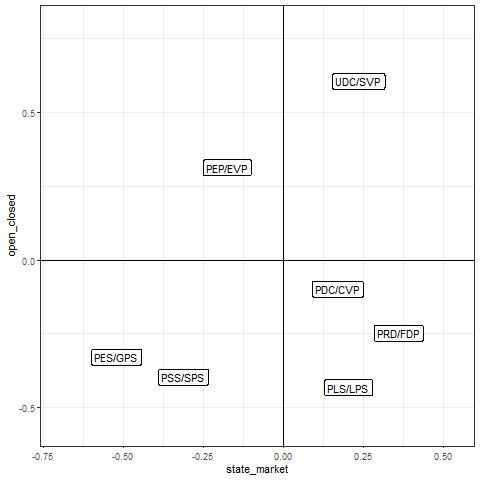 UDC/SVP
0.5
PEP/EVP
open_closed
0.0
PDC/CVP
PRD/FDP
PES/GPS
PSS/SPS
PLS/LPS
-0.5
-0.75 -0.50 -0.25 0.00 0.25 0.50
state_market